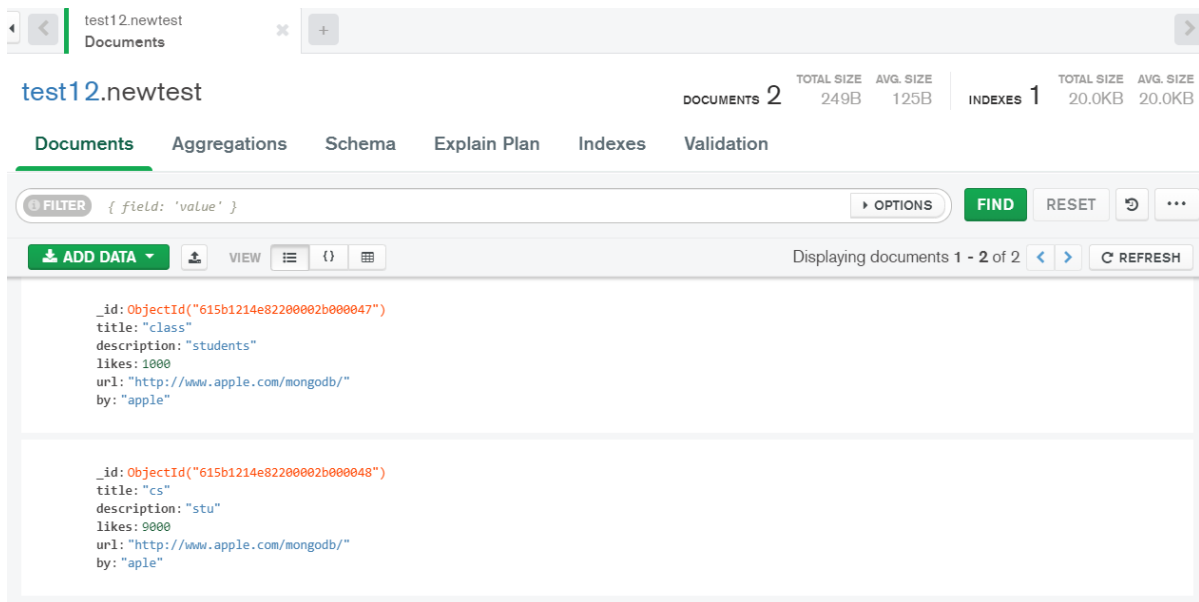 test12.newtest
Documents
test12.newtest
DOCUMENTS 2 TOTAL SIZE 249B AVG. SIZE 125B INDEXES 1 TOTAL SIZE 20.0KB AVG. SIZE 20.0KB
Documents Aggregations Schema Explain Plan Indexes Validation
FILTER { field: 'value' } OPTIONS FIND RESET ...
ADD DATA VIEW {} Displaying documents 1 - 2 of 2 < > REFRESH
_id: ObjectId("615b1214e82200002b000047")
title: "class"
description: "students"
likes: 1000
url: "http://www.apple.com/mongodb/"
by: "apple"
_id: ObjectId("615b1214e82200002b000048")
title: "cs"
description: "stu"
likes: 9000
url: "http://www.apple.com/mongodb/"
by: "aple"